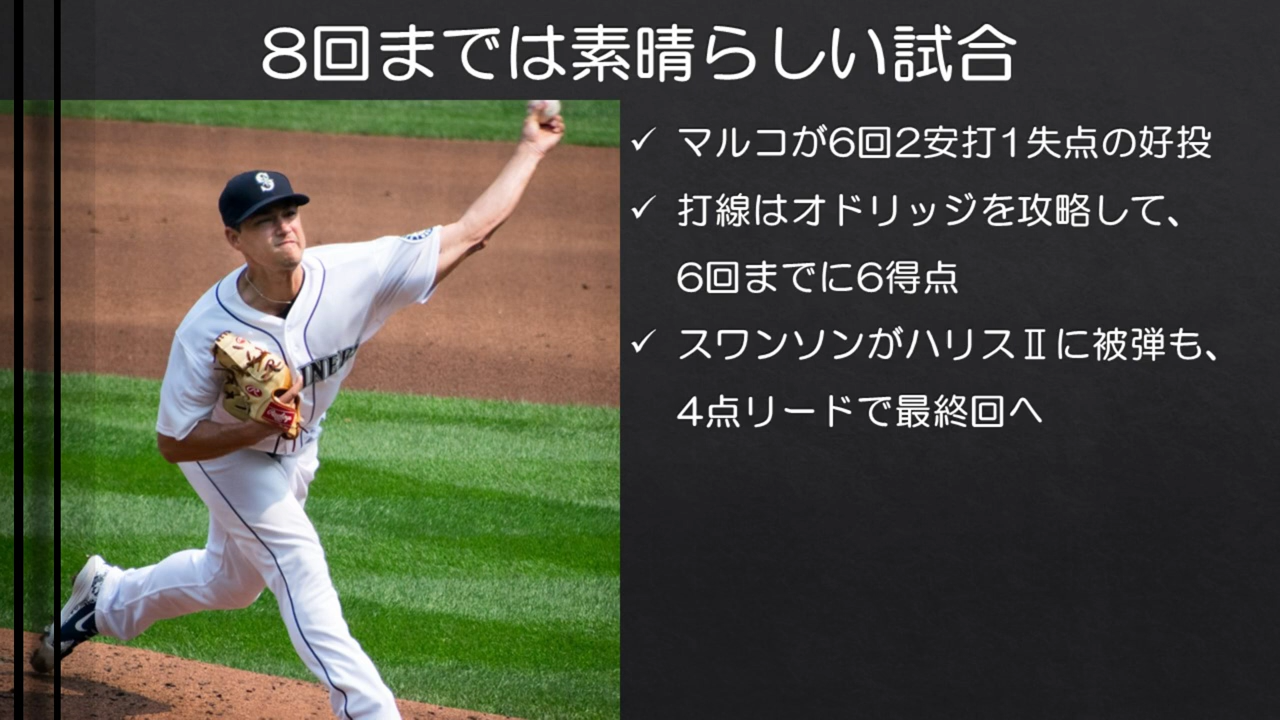 8回までは素晴らしい試合
✓ マルコが6回2安打1失点の好投
✓ 打線はオドリッジを攻略して、
6回までに6得点
✓ スワンソンがハリスⅡに被弾も、
4点リードで最終回へ
S
INER